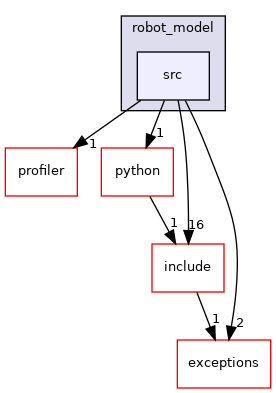 robot_model
src
1
1
profiler
python
1
16
include
1
2
exceptions